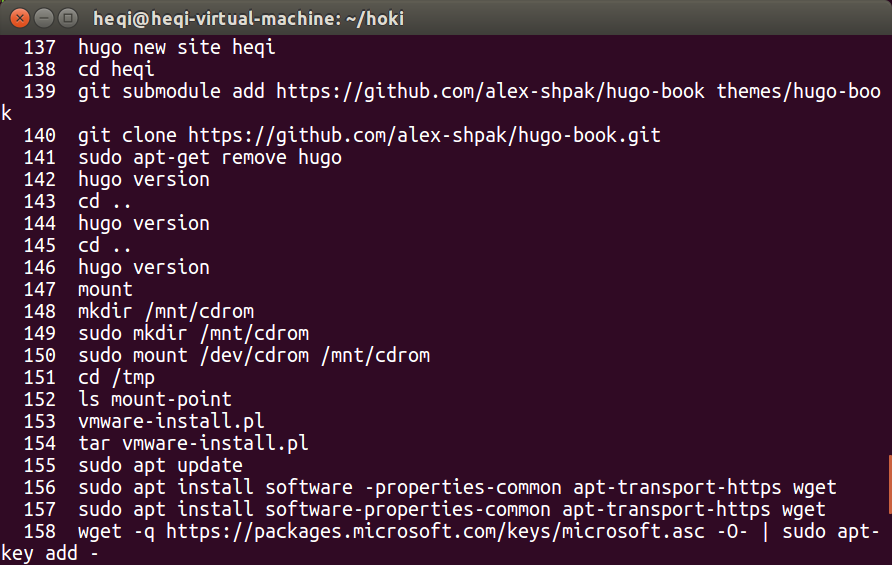 heqi@heqi-virtual-machine: ~/hoki
137 hugo new site heqi
138 cd heqi
139 git submodule add https://github.com/alex-shpak/hugo-book themes/hugo-boo
k
140 git clone https://github.com/alex-shpak/hugo-book.git
141 sudo apt-get remove hugo
142 hugo version
143 cd ..
144 hugo version
145 cd ..
146 hugo version
147 mount
148 mkdir /mnt/cdrom
149 sudo mkdir /mnt/cdrom
150 sudo mount /dev/cdrom /mnt/cdrom
151 cd /tmp
152 ls mount-point
153 vmware-install.pl
154 tar vmware-install.pl
155 sudo apt update
156 sudo apt install software -properties-common apt-transport-https wget
157 sudo apt install software-properties-common apt-transport-https wget
158 wget -q https://packages.microsoft.com/keys/microsoft.asc -O- | sudo apt-
key add -